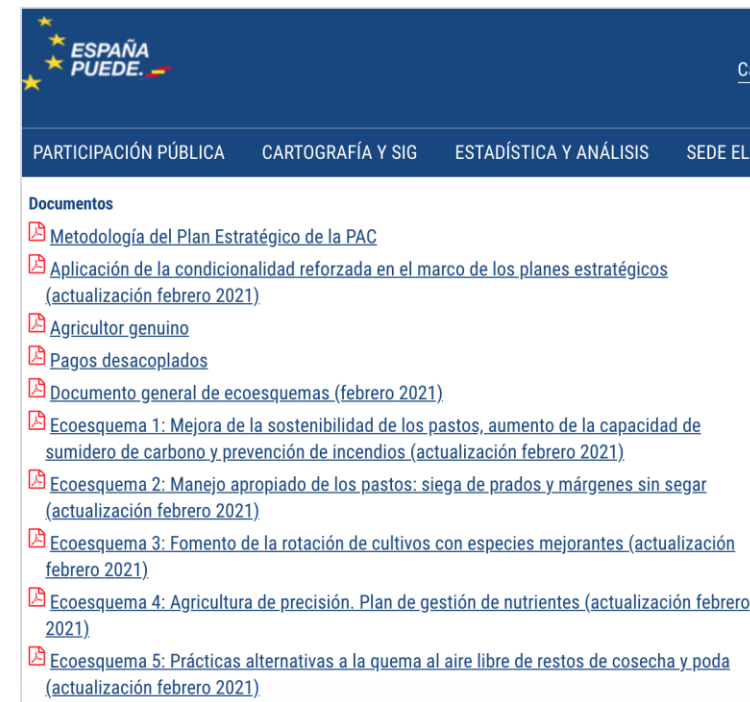 ESPAÑA
PUEDE.
PARTICIPACIÓN PÚBLICA CARTOGRAFÍA Y SIG ESTADÍSTICA Y ANÁLISIS SEDE EL
Documentos
Metodología del Plan Estratégico de la PAC
Aplicación de la condicionalidad reforzada en el marco de los planes estratégicos
(actualización febrero 2021)
Agricultor genuino
Pagos desacoplados
Documento general de ecoesquemas (febrero 2021)
Ecoesquema 1: Mejora de la sostenibilidad de los pastos, aumento de la capacidad de
sumidero de carbono y prevención de incendios (actualización febrero 2021)
Ecoesquema 2: Manejo apropiado de los pastos: siega de prados y márgenes sin segar
(actualización febrero 2021)
Ecoesquema 3: Fomento de la rotación de cultivos con especies mejorantes (actualización
febrero 2021)
Ecoesquema 4: Agricultura de precisión. Plan de gestión de nutrientes (actualización febrero
2021)
Ecoesquema 5: Prácticas alternativas a la quema al aire libre de restos de cosecha y poda
(actualización febrero 2021)